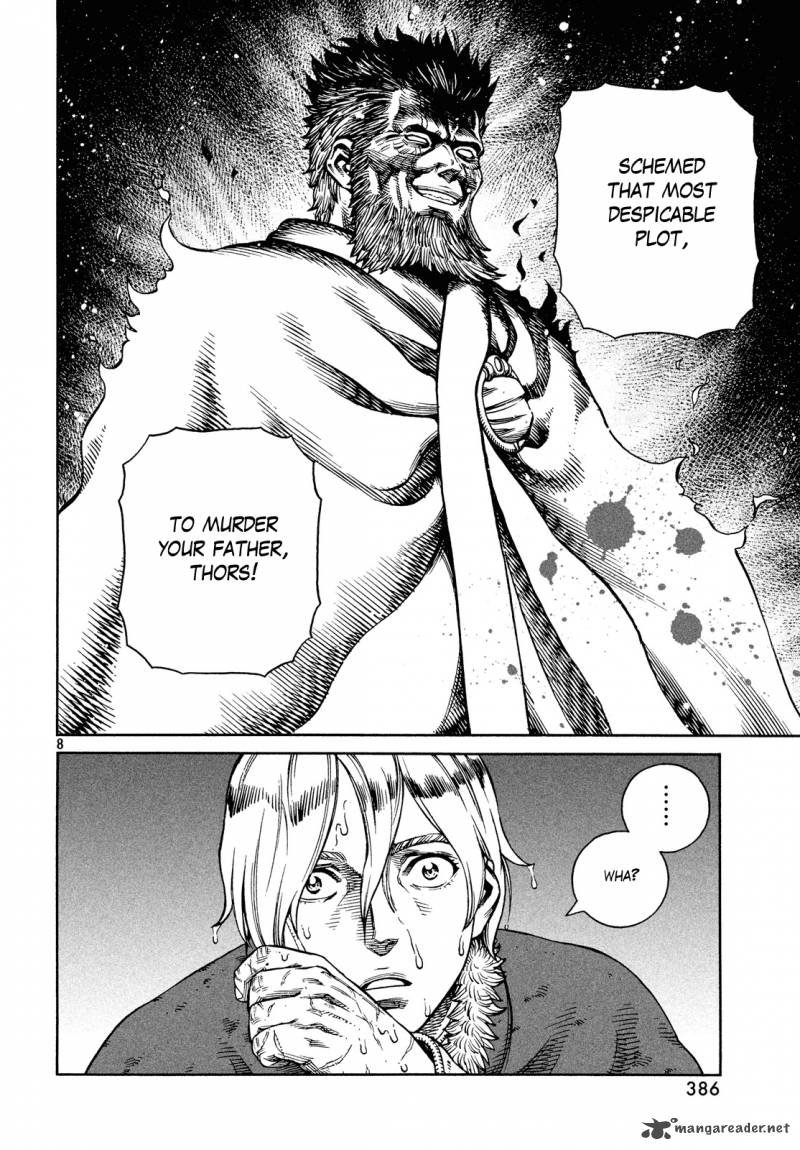 SCHEMED
THAT MOST
DESPICABLE
PLOT,
TO MURDER
YOUR FATHER,
THORS!
8
......
WHA?
386
mangareader.net